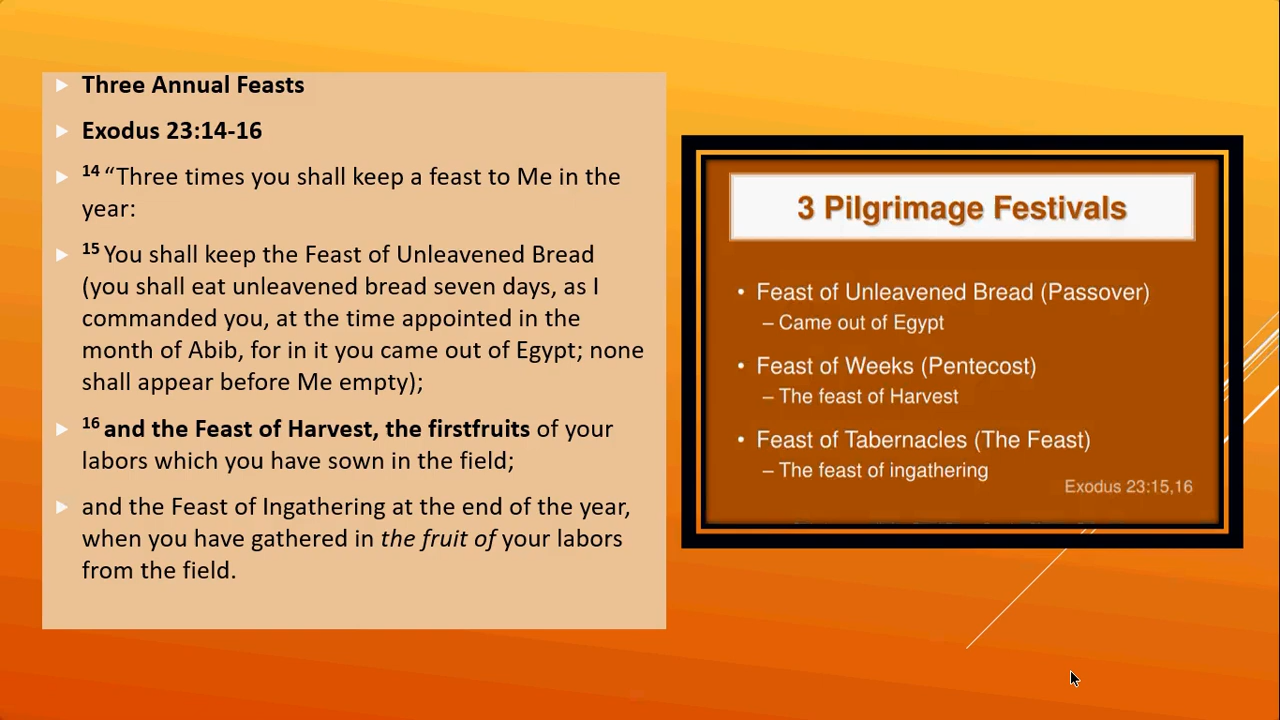 Three Annual Feasts
Exodus 23:14-16
14 “Three times you shall keep a feast to Me in the
year:
15 You shall keep the Feast of Unleavened Bread
(you shall eat unleavened bread seven days, as I
commanded you, at the time appointed in the
month of Abib, for in it you came out of Egypt; none
shall appear before Me empty);
16 and the Feast of Harvest, the firstfruits of your
labors which you have sown in the field;
and the Feast of Ingathering at the end of the year,
when you have gathered in the fruit of your labors
from the field.
3 Pilgrimage Festivals
• Feast of Unleavened Bread (Passover)
– Came out of Egypt
• Feast of Weeks (Pentecost)
– The feast of Harvest
• Feast of Tabernacles (The Feast)
– The feast of ingathering
Exodus 23:15,16